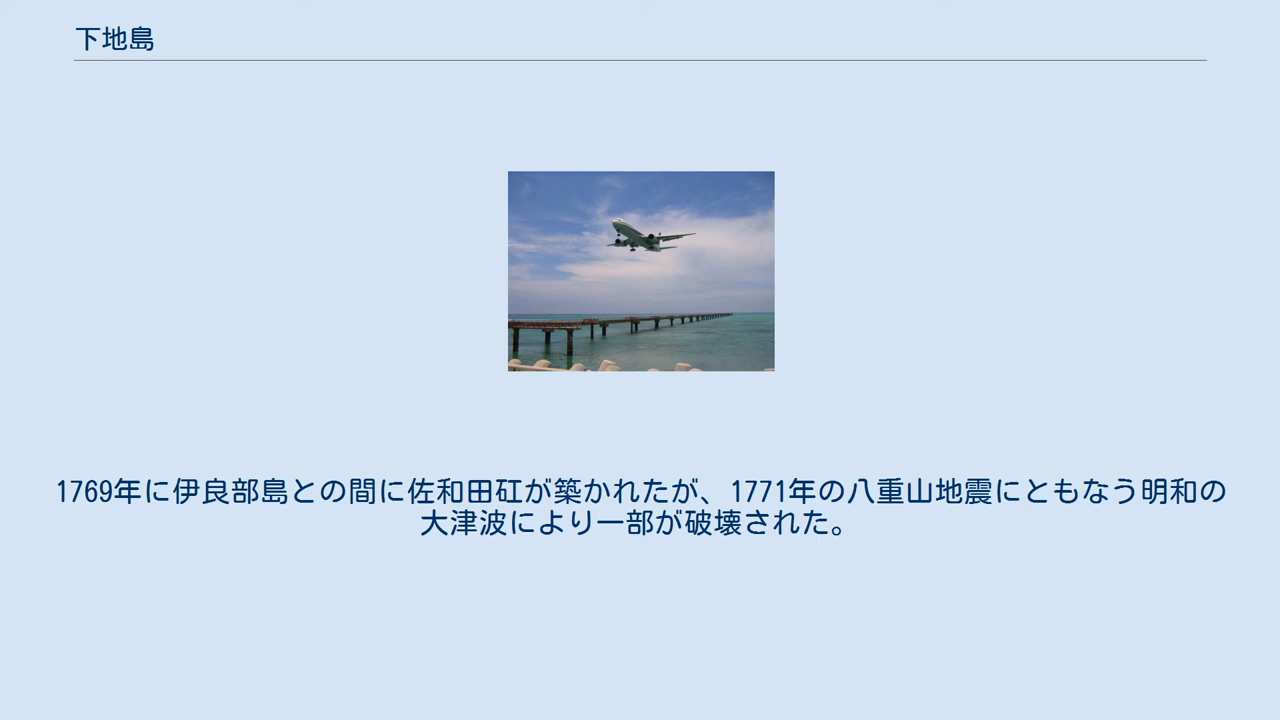 下地島
1769年に伊良部島との間に佐和田矼が築かれたが、1771年の八重山地震にともなう明和の
大津波により一部が破壊された。